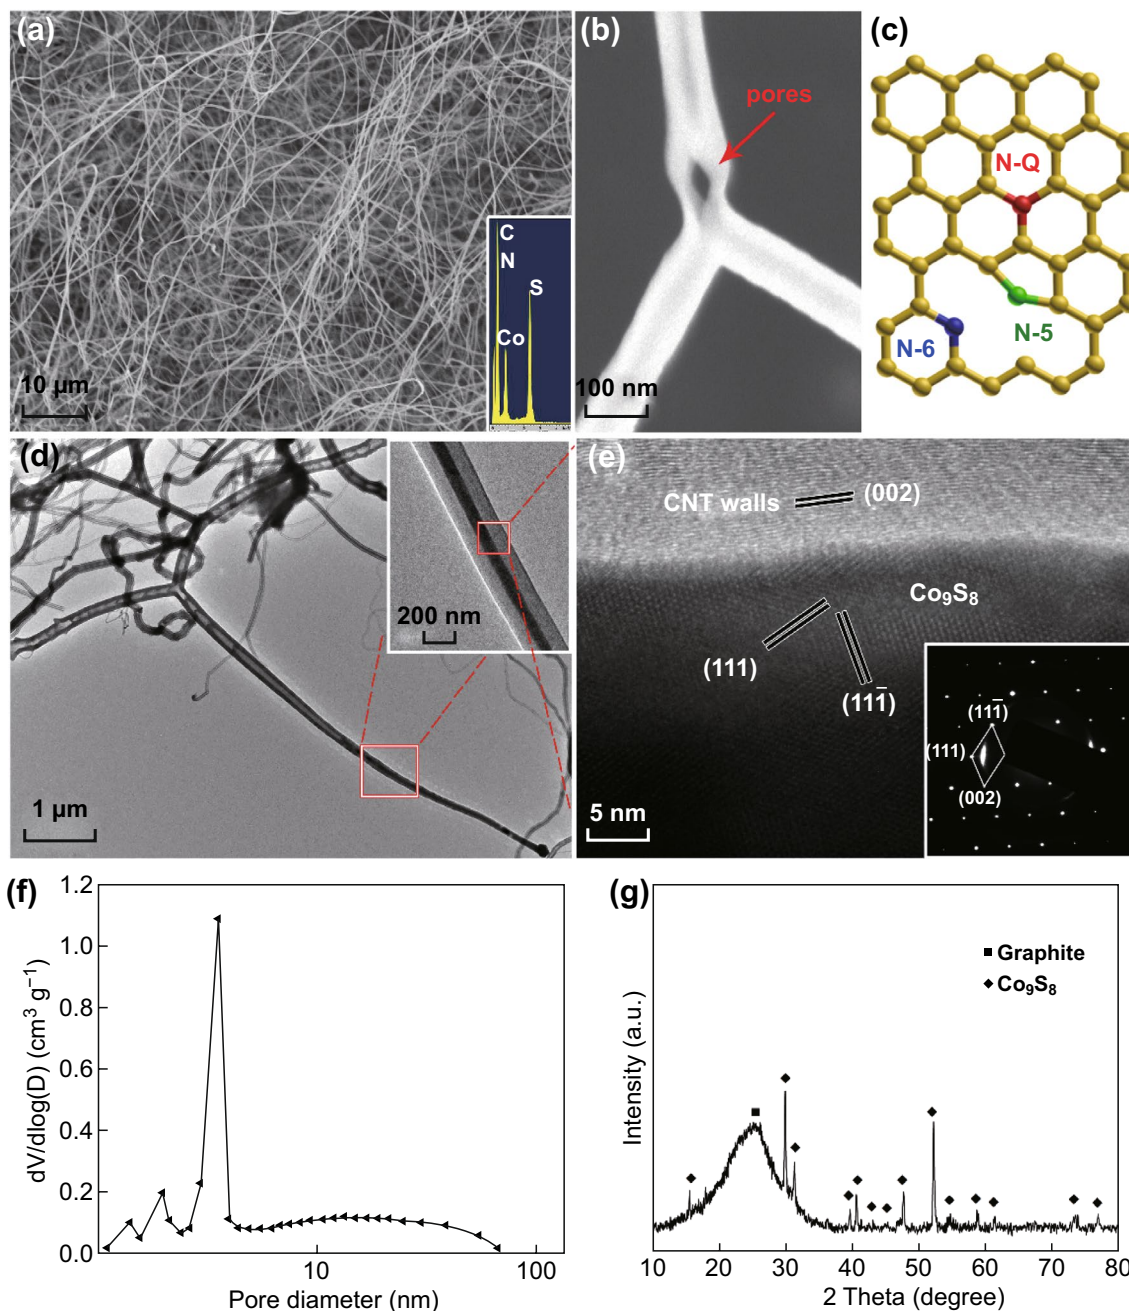 (a)
C
N
S
Co
10 µm
(b)
pores
100 nm
(c)
N-Q
N-5
N-6
(d)
200 nm
1 µm
(e)
CNT walls
(002)
Co₉S₈
(111)
(111̅)
(111̅)
(111)
(002)
5 nm
(f)
1.2
1.0
0.8
0.6
0.4
0.2
0.0
10
100
dV/dlog(D) (cm³ g⁻¹)
Pore diameter (nm)
(g)
Graphite
Co₉S₈
Intensity (a.u.)
10 20 30 40 50 60 70 80
2 Theta (degree)